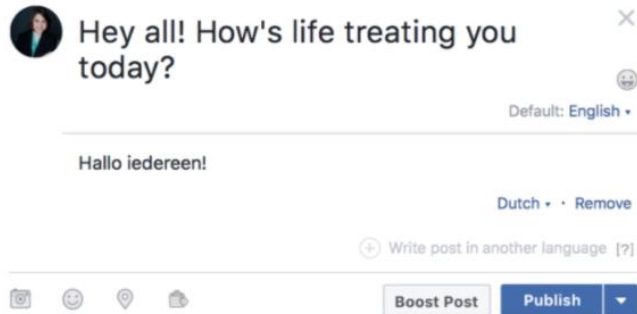 Hey all! How's life treating you
today?
Default: English
Hallo iedereen!
Dutch · Remove
Write post in another language [?]
Boost Post Publish